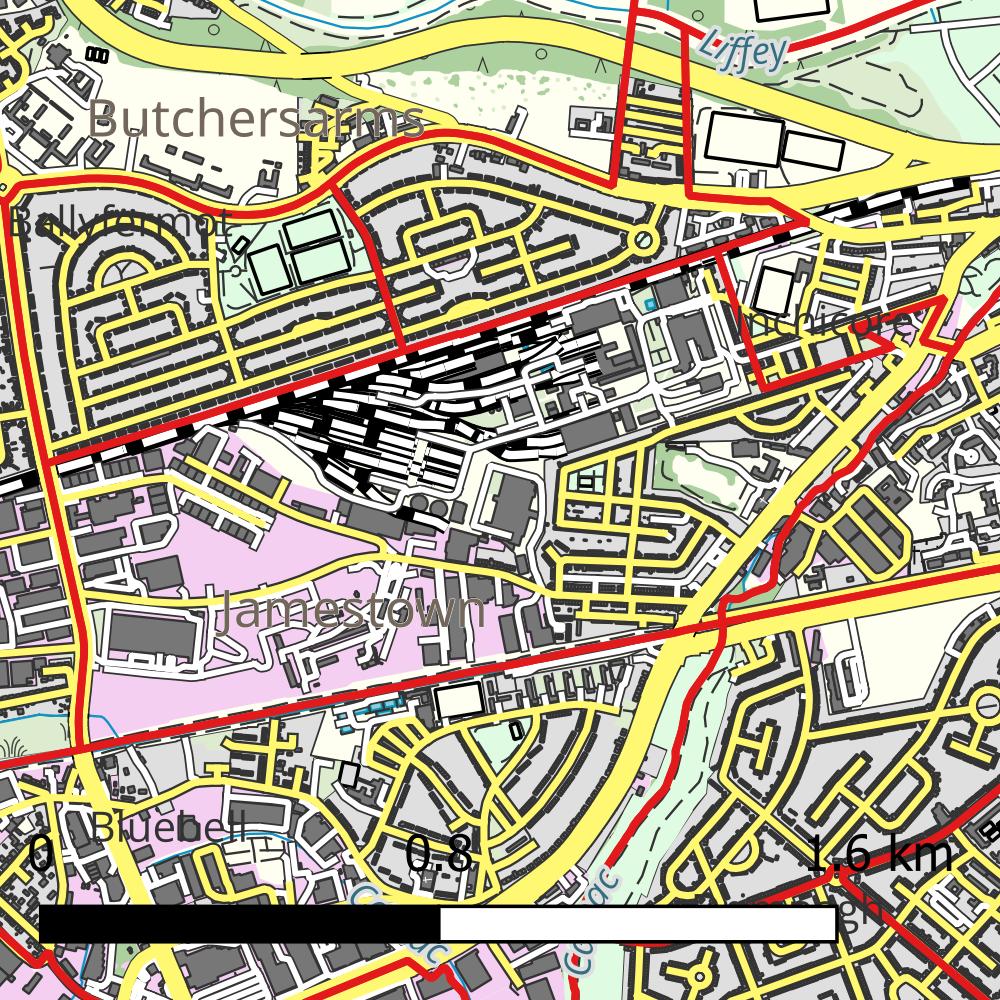 Liffey
Butchersarms
Ballyfermot
Inchicore
Jamestown
Bluebell
0 0.8 1.6 km